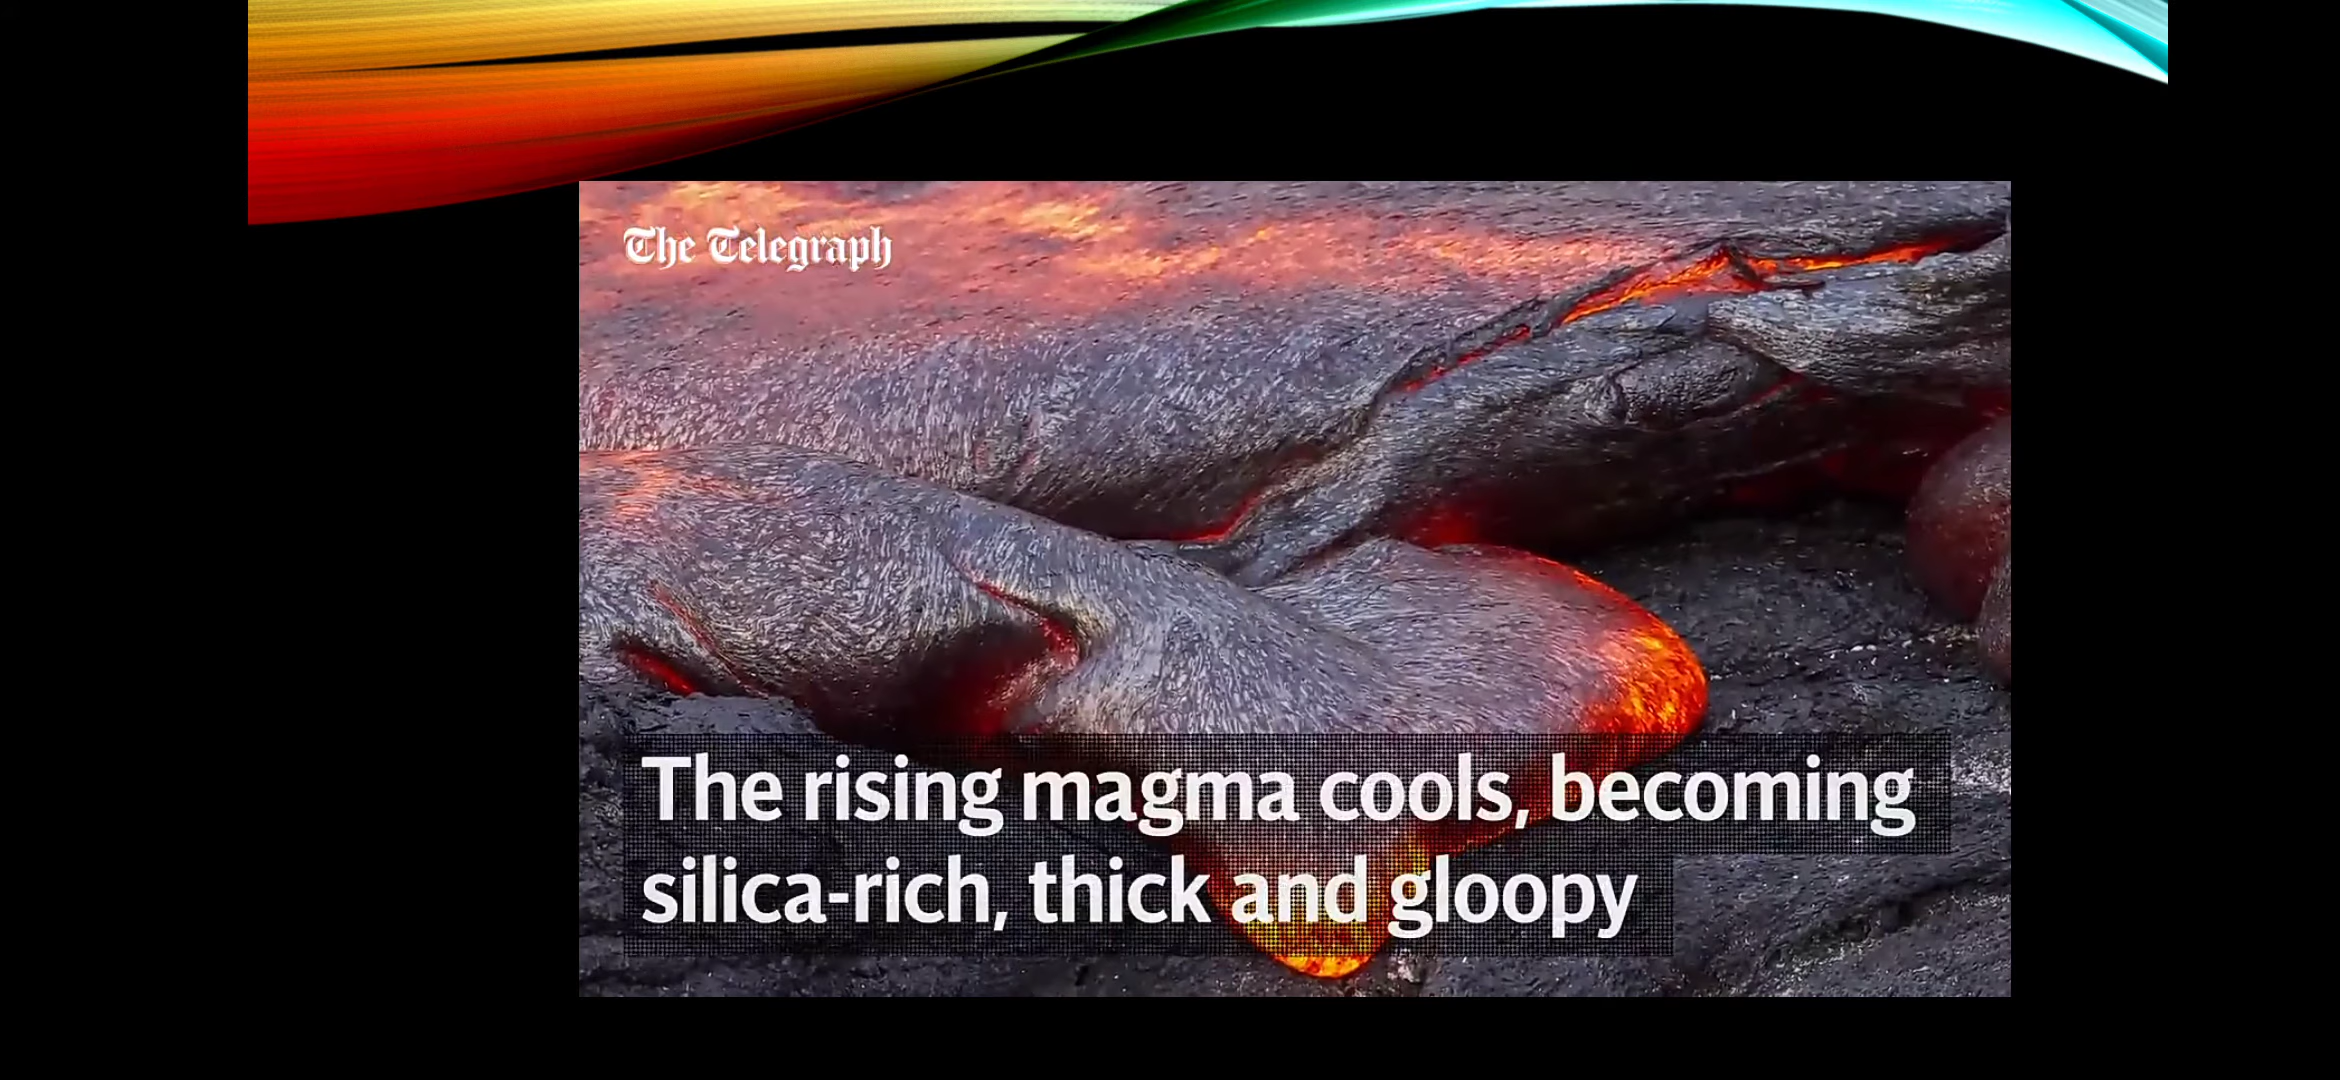 The Telegraph
The rising magma cools, becoming
silica-rich, thick and gloopy